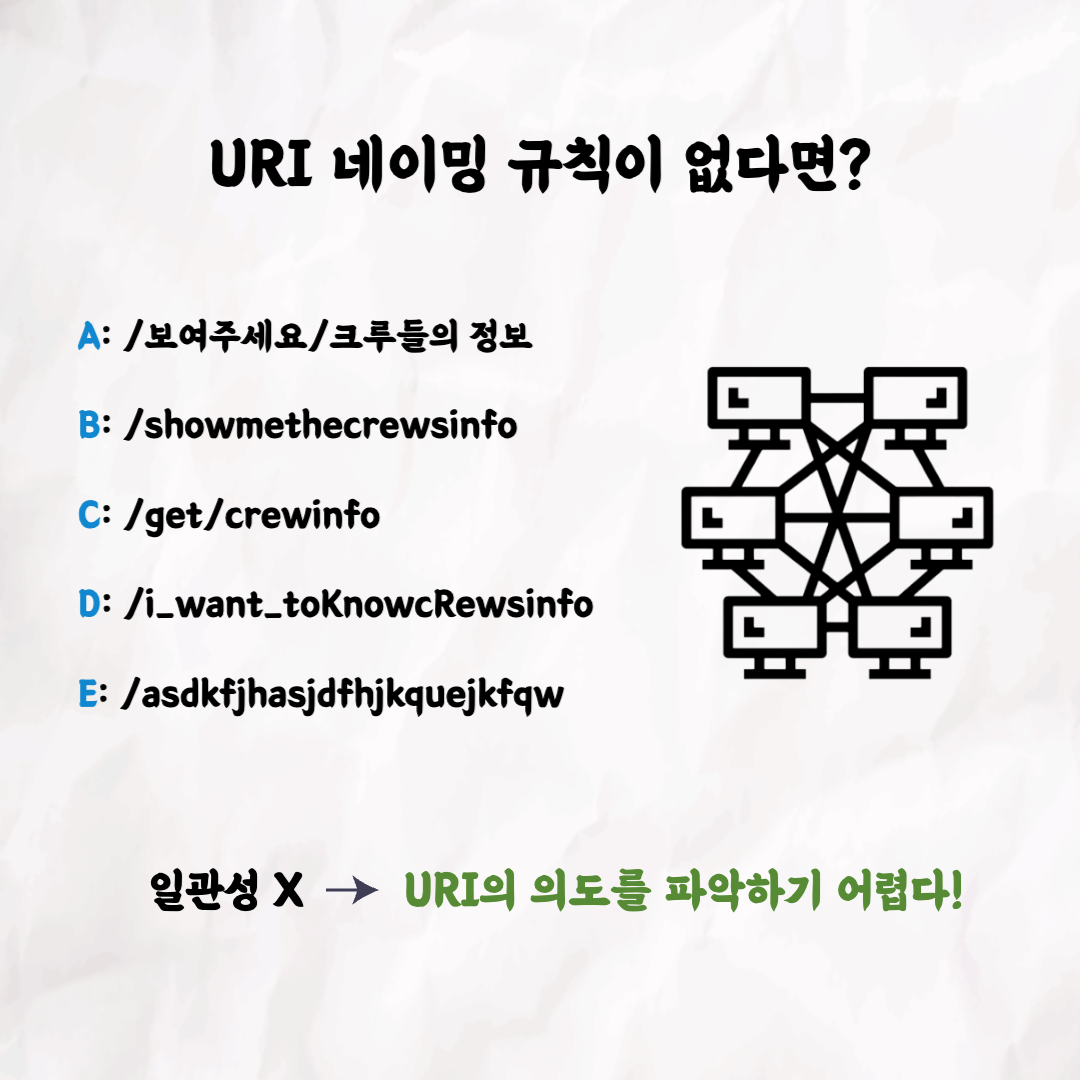 URI 네이밍 규칙이 없다면?
A: /보여주세요/크루들의 정보
B: /showmethecrewsinfo
C: /get/crewinfo
D: /i_want_toKnowcRewsinfo
E: /asdkfjhasjdfhjkquejkfqw
일관성 X → URI의 의도를 파악하기 어렵다!